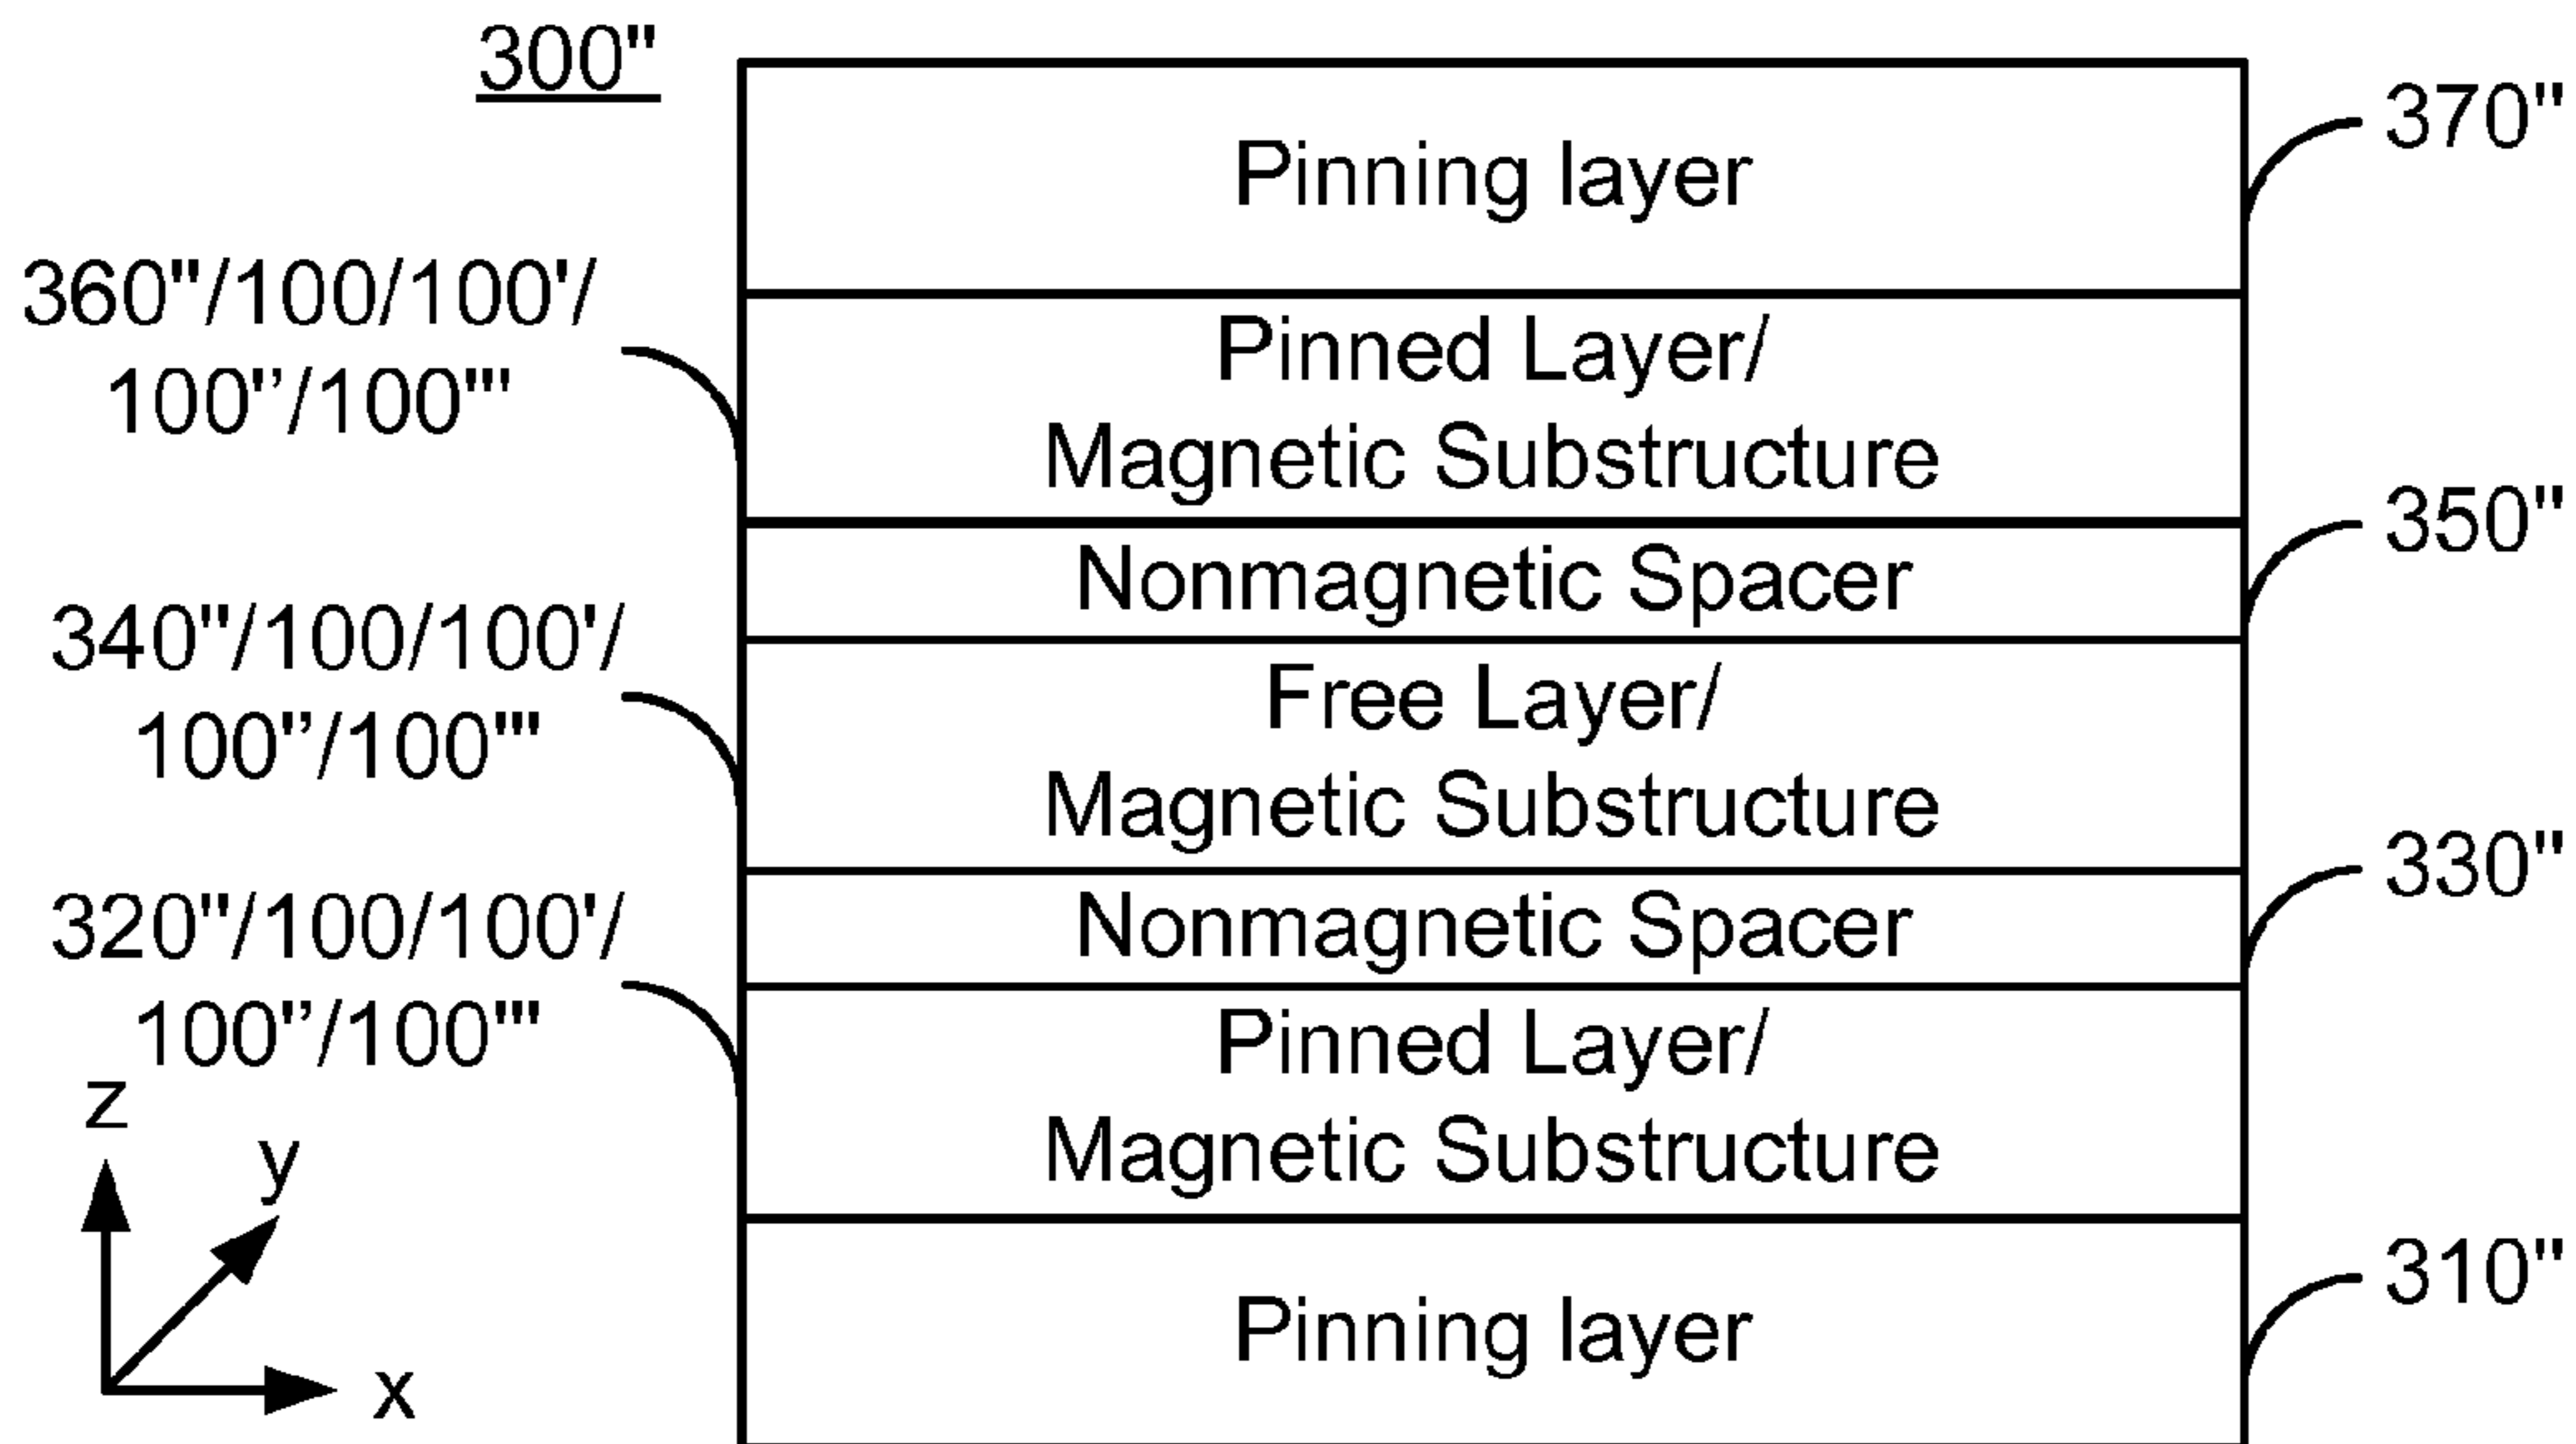 300"
Pinning layer
370"
360"/100/100'/
100"’/100'"
Pinned Layer/
Magnetic Substructure
Nonmagnetic Spacer
350"
340"/100/100'/
100"’/100'"
Free Layer/
Magnetic Substructure
Nonmagnetic Spacer
330"
320"/100/100'/
100"’/100'"
Pinned Layer/
Magnetic Substructure
Pinning layer
310"
z
y
x